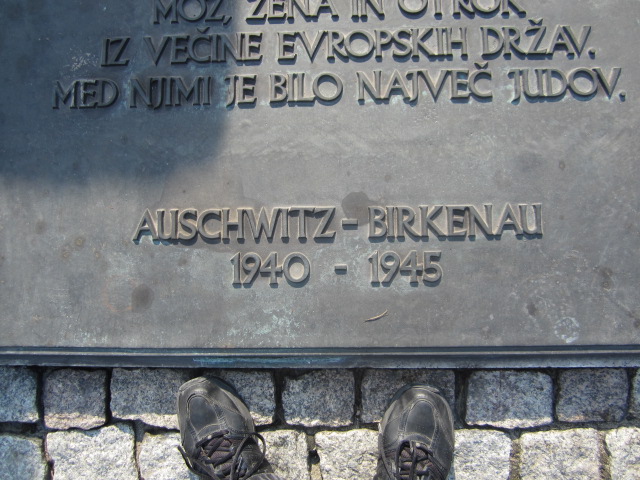 MOŽ, ŽENA IN OTROK,
IZ VEČINE EVROPSKIH DRŽAV.
MED NJIMI JE BILO NAJVEČ JUDOV.
AUSCHWITZ - BIRKENAU
1940 - 1945